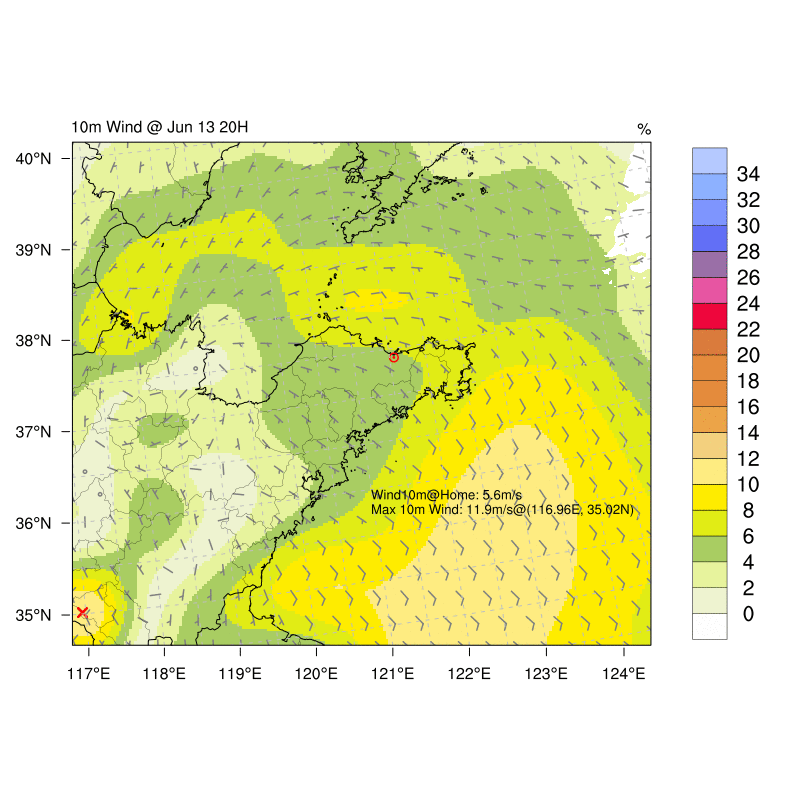 10m Wind @ Jun 13 20H
%
40°N
39°N
38°N
37°N
36°N
35°N
117°E
118°E
119°E
120°E
121°E
122°E
123°E
124°E
Wind10m@Home: 5.6m/s
Max 10m Wind: 11.9m/s@(116.96E, 35.02N)
34
32
30
28
26
24
22
20
18
16
14
12
10
8
6
4
2
0